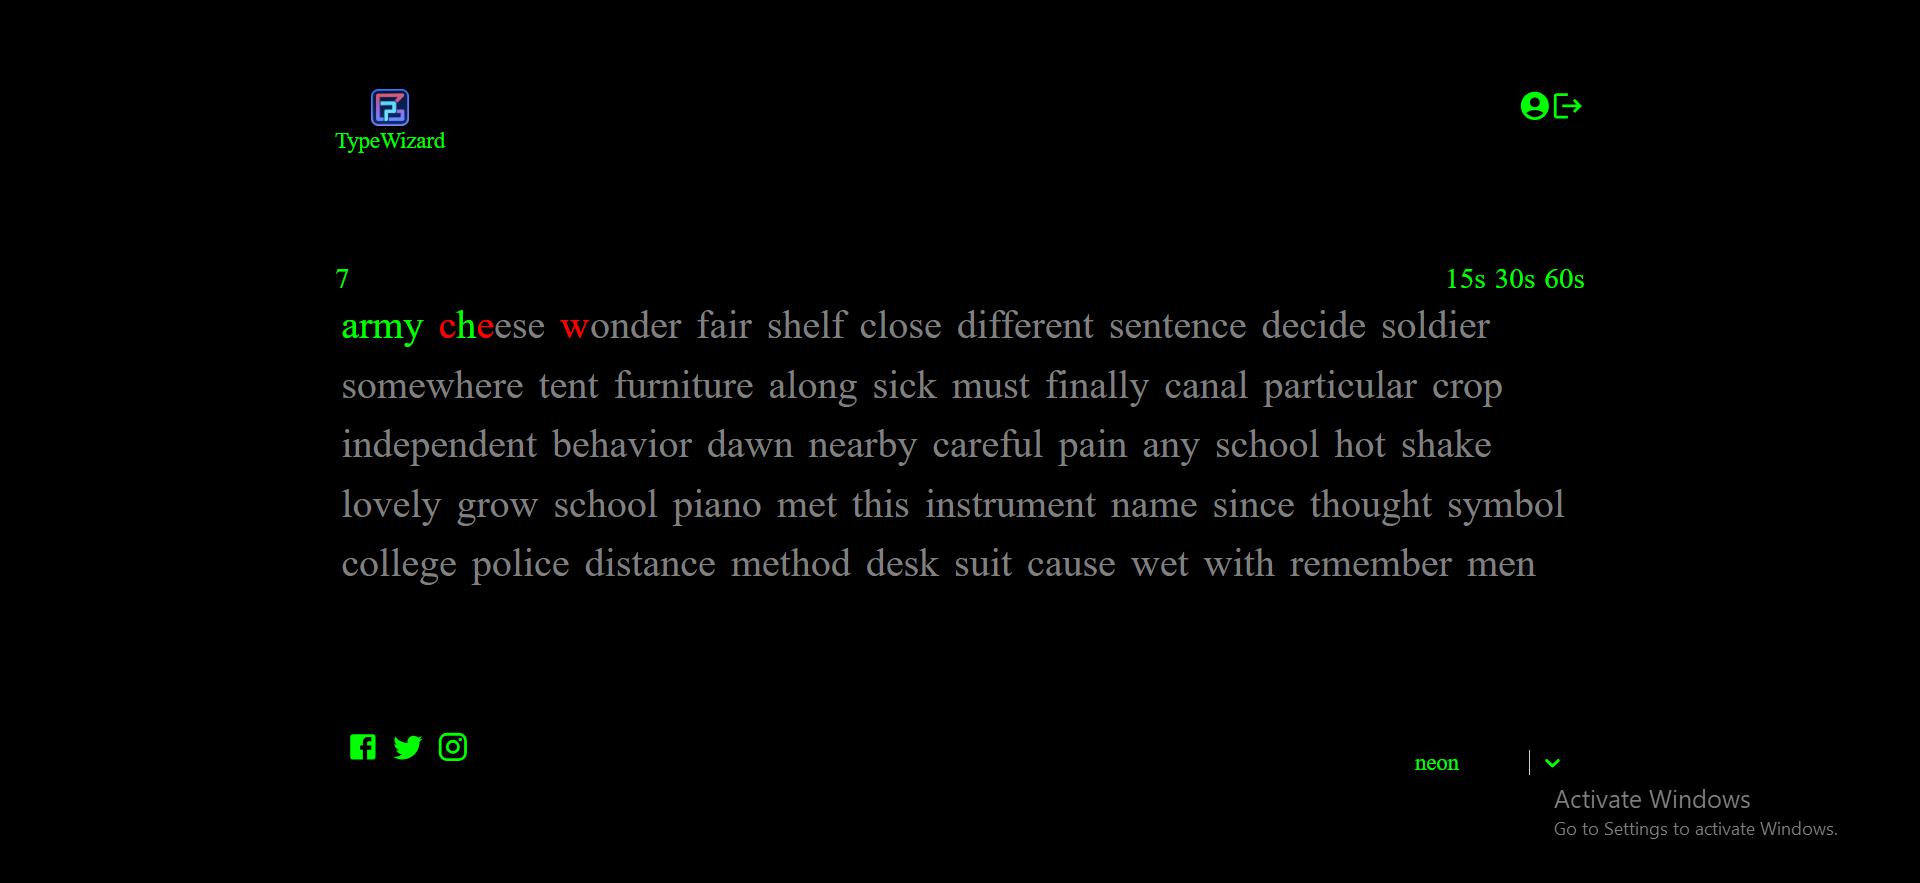 TypeWizard
7 15s 30s 60s
army cheese wonder fair shelf close different sentence decide soldier
somewhere tent furniture along sick must finally canal particular crop
independent behavior dawn nearby careful pain any school hot shake
lovely grow school piano met this instrument name since thought symbol
college police distance method desk suit cause wet with remember men
neon
Activate Windows
Go to Settings to activate Windows.